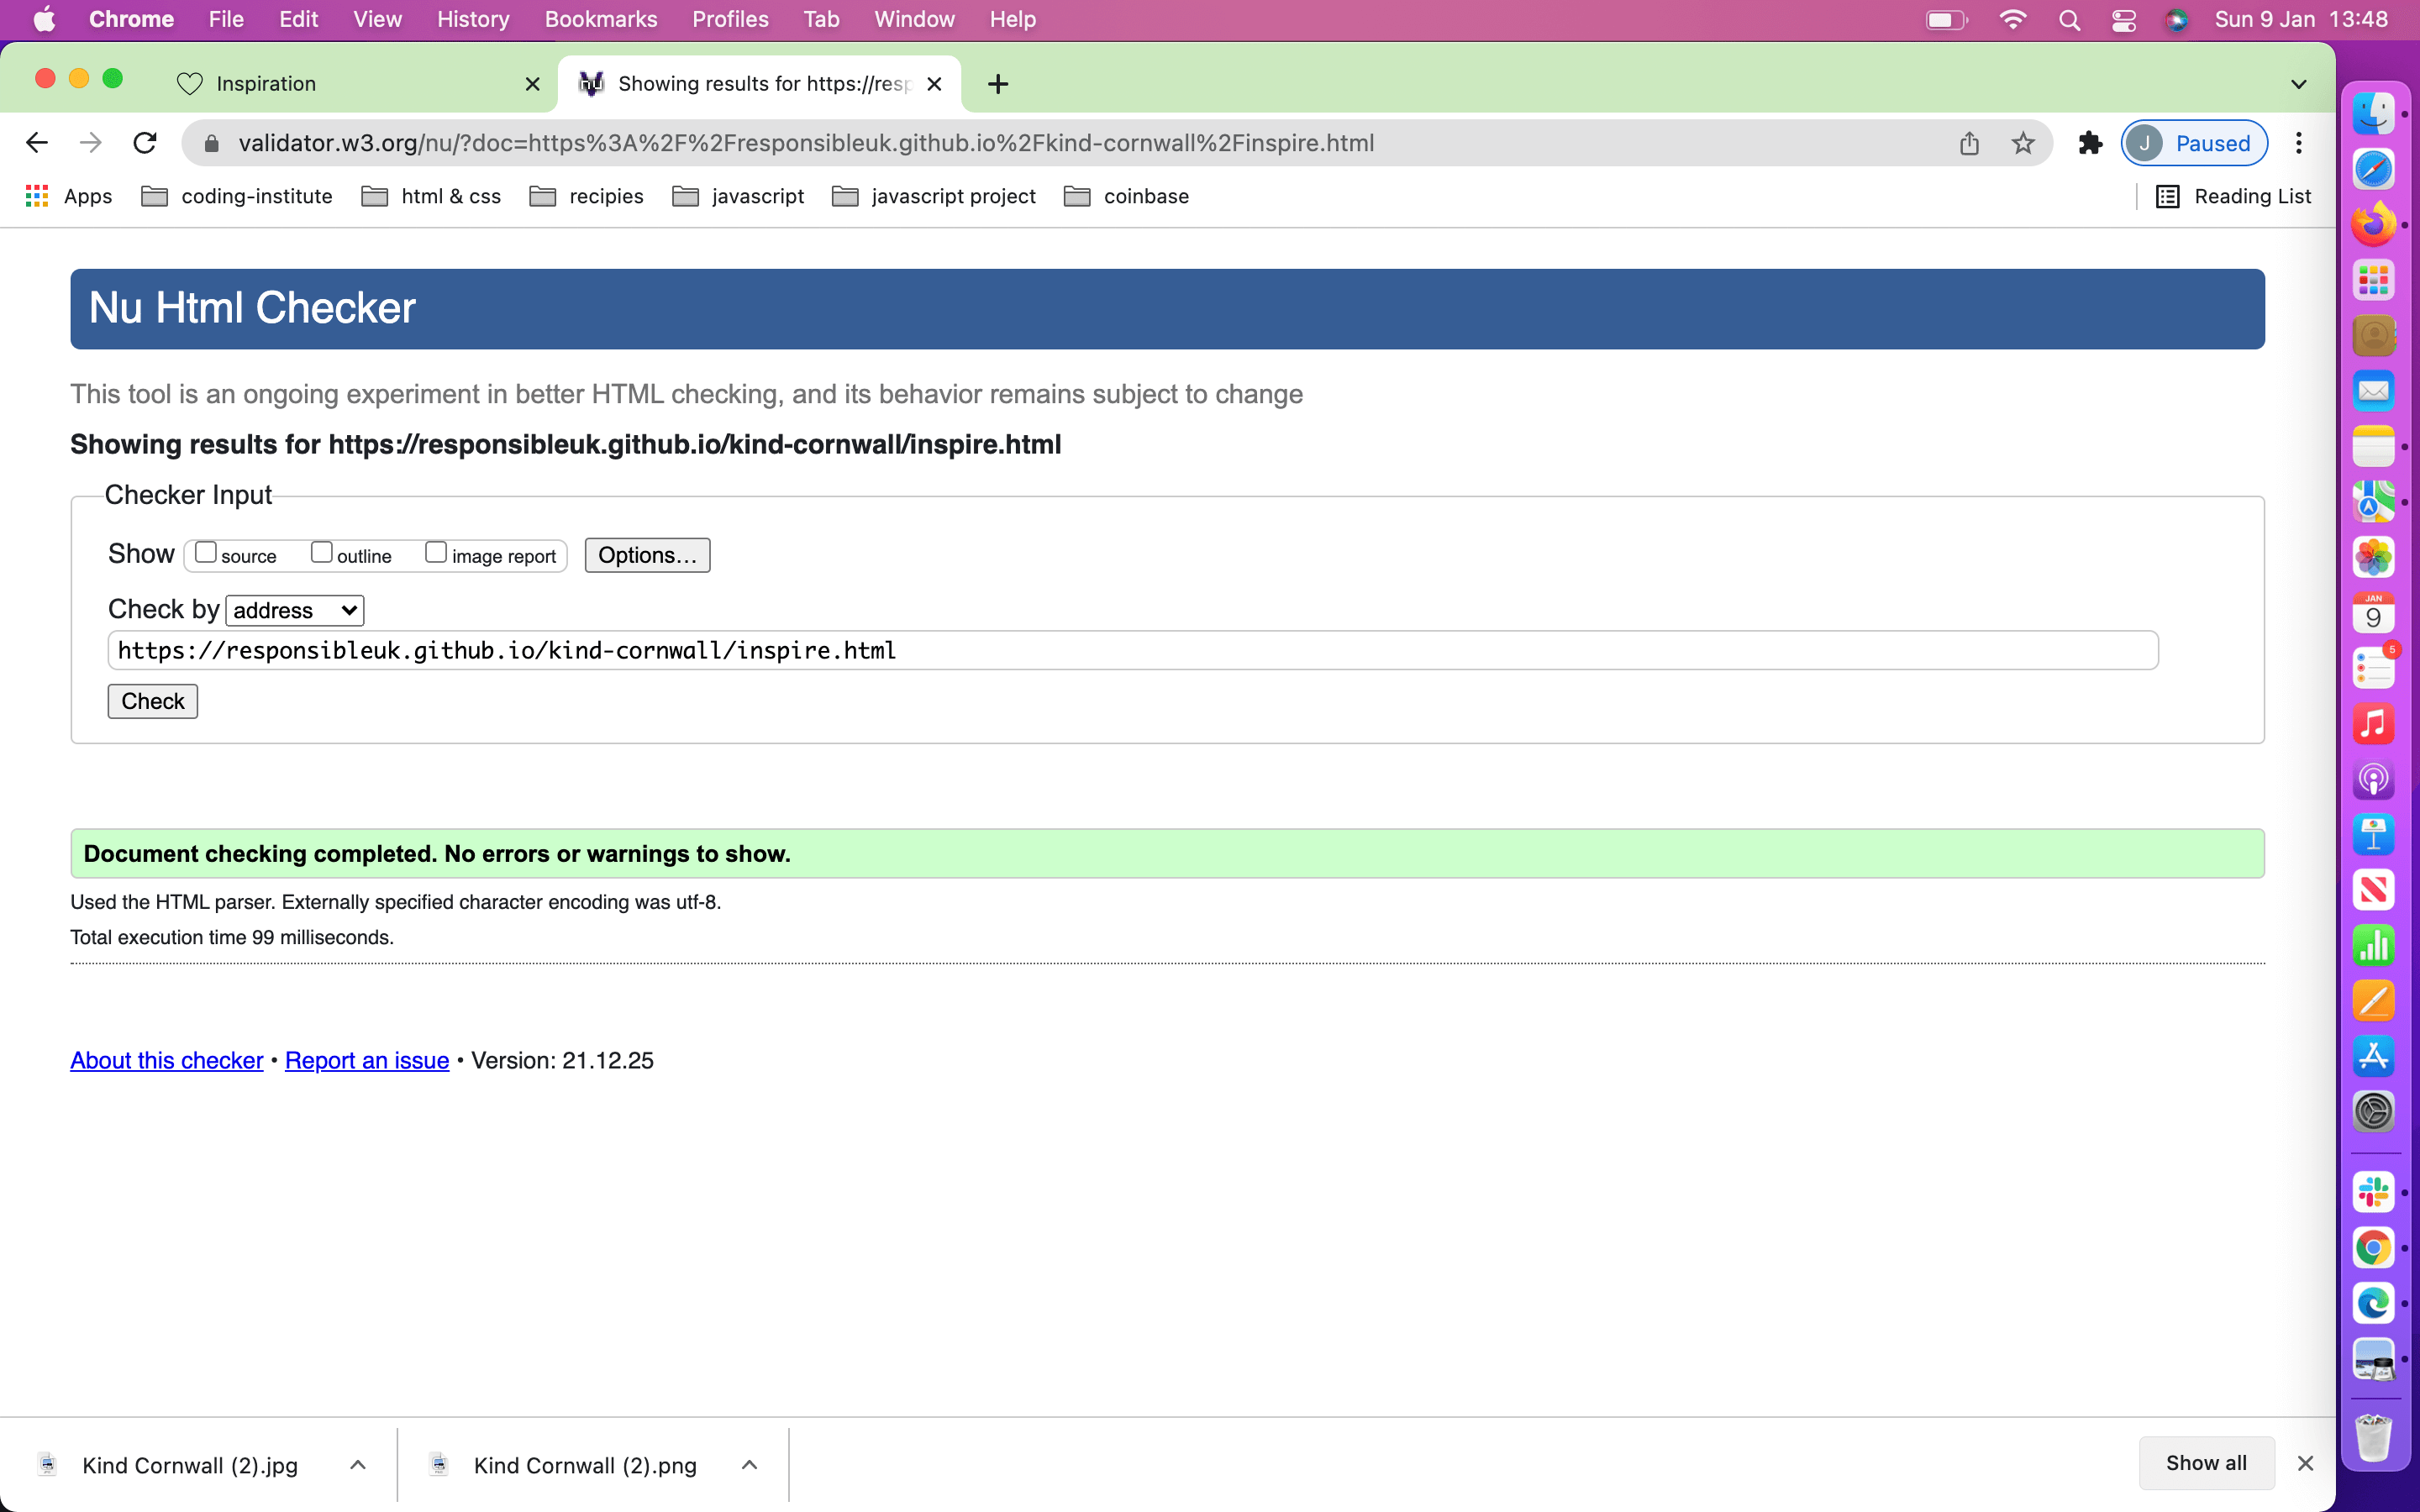 Chrome File Edit View History Bookmarks Profiles Tab Window Help Sun 9 Jan 13:48
Inspiration
Showing results for https://resp
validator.w3.org/nu/?doc=https%3A%2F%2Fresponsibleuk.github.io%2Fkind-cornwall%2Finspire.html
J Paused
Apps coding-institute html & css recipies javascript javascript project coinbase Reading List
Nu Html Checker
This tool is an ongoing experiment in better HTML checking, and its behavior remains subject to change
Showing results for https://responsibleuk.github.io/kind-cornwall/inspire.html
Checker Input
Show source outline image report Options...
Check by address
https://responsibleuk.github.io/kind-cornwall/inspire.html
Check
Document checking completed. No errors or warnings to show.
Used the HTML parser. Externally specified character encoding was utf-8.
Total execution time 99 milliseconds.
About this checker • Report an issue • Version: 21.12.25
Kind Cornwall (2).jpg
Kind Cornwall (2).png
Show all
JAN
9
5